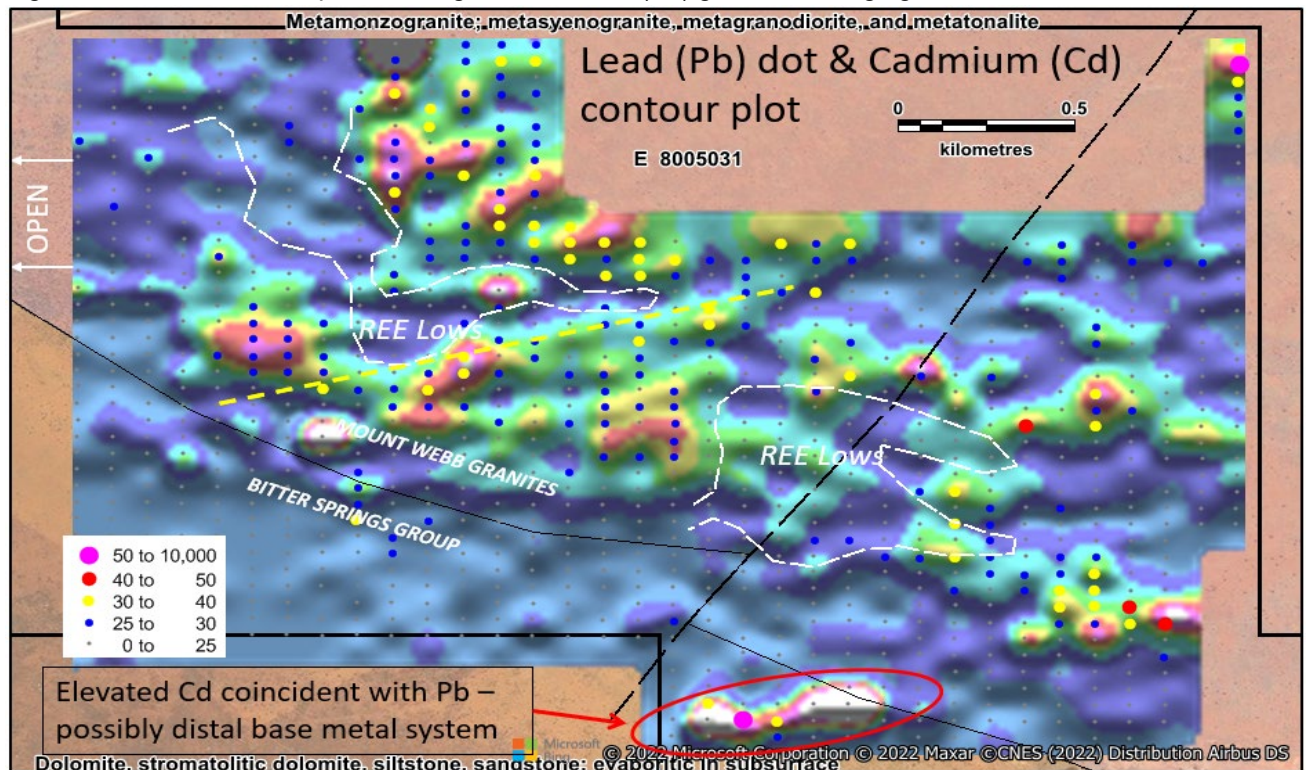 Metamonzogranite; metasyenogranite, metagranodiorite, and metatonalite
Lead (Pb) dot & Cadmium (Cd)
contour plot
0 0.5
kilometres
E 8005031
OPEN
REE Lows
REE Lows
MOUNT WEBB GRANITES
BITTER SPRINGS GROUP
50 to 10,000
40 to 50
30 to 40
25 to 30
0 to 25
Elevated Cd coincident with Pb –
possibly distal base metal system
Microsoft
Bing
© 2022 Microsoft Corporation © 2022 Maxar ©CNES (2022) Distribution Airbus DS
Dolomite, stromatolitic dolomite, siltstone, sandstone; evaporitic in subsurface